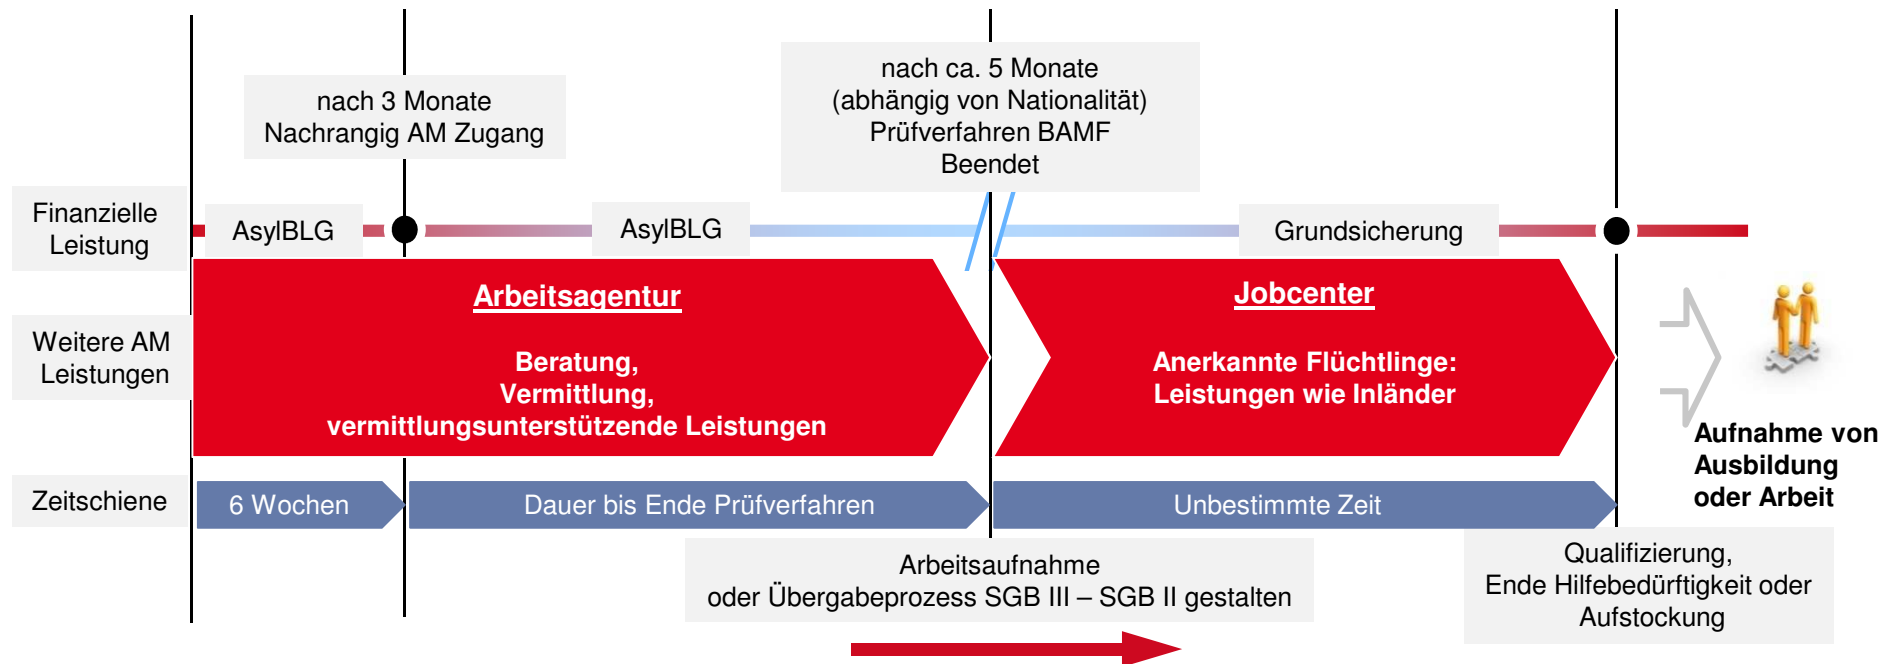 nach 3 Monate
Nachrangig AM Zugang
nach ca. 5 Monate
(abhängig von Nationalität)
Prüfverfahren BAMF
Beendet
Finanzielle
Leistung
AsylBLG
AsylBLG
Grundsicherung
Weitere AM
Leistungen
Arbeitsagentur
Beratung,
Vermittlung,
vermittlungsunterstützende Leistungen
Jobcenter
Anerkannte Flüchtlinge:
Leistungen wie Inländer
Aufnahme von
Ausbildung
oder Arbeit
Zeitschiene
6 Wochen
Dauer bis Ende Prüfverfahren
Unbestimmte Zeit
Arbeitsaufnahme
oder Übergabeprozess SGB III – SGB II gestalten
Qualifizierung,
Ende Hilfebedürftigkeit oder
Aufstockung